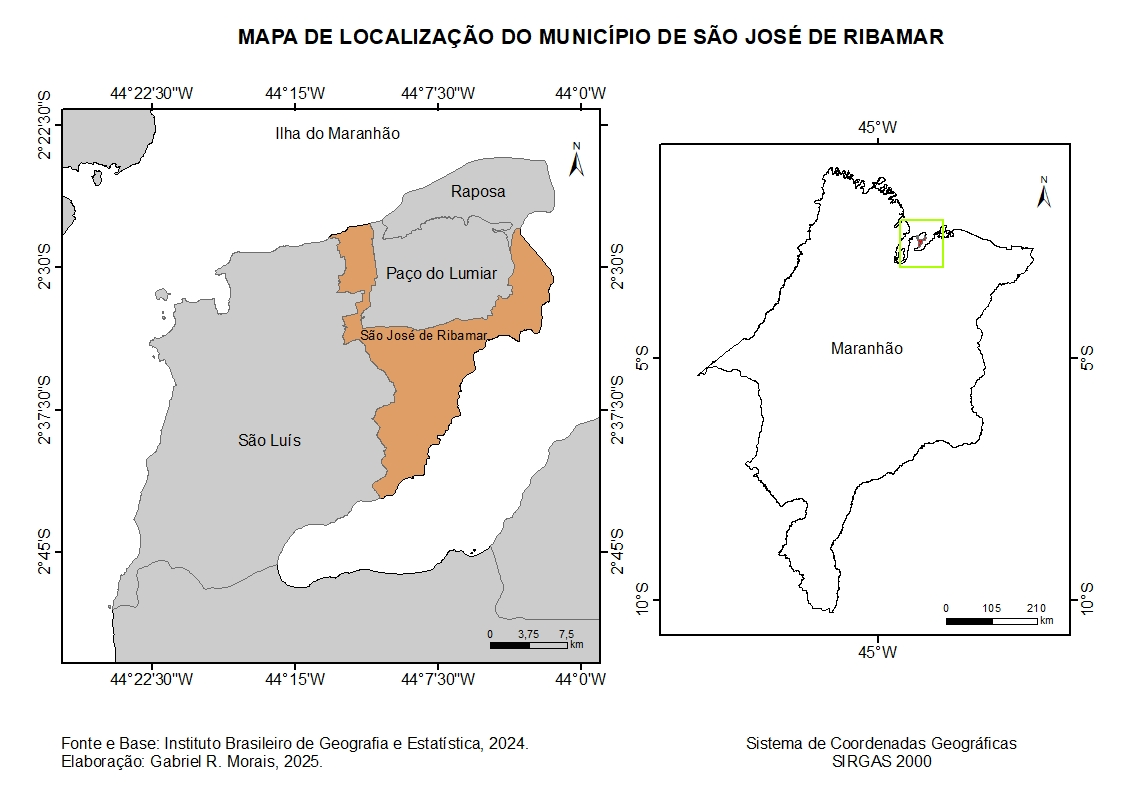 MAPA DE LOCALIZAÇÃO DO MUNICÍPIO DE SÃO JOSÉ DE RIBAMAR
44°22'30"W 44°15'W 44°7'30"W 44°0'W
2°22'30"S
Ilha do Maranhão
N
Raposa
2°30'S
Paço do Lumiar
2°30'S
São José de Ribamar
2°37'30"S
São Luís
2°37'30"S
2°45'S
2°45'S
0 3,75 7,5
km
44°22'30"W 44°15'W 44°7'30"W 44°0'W
45°W
N
5°S
Maranhão
5°S
10°S
0 105 210
km
10°S
45°W
Fonte e Base: Instituto Brasileiro de Geografia e Estatística, 2024.
Elaboração: Gabriel R. Morais, 2025.
Sistema de Coordenadas Geográficas
SIRGAS 2000